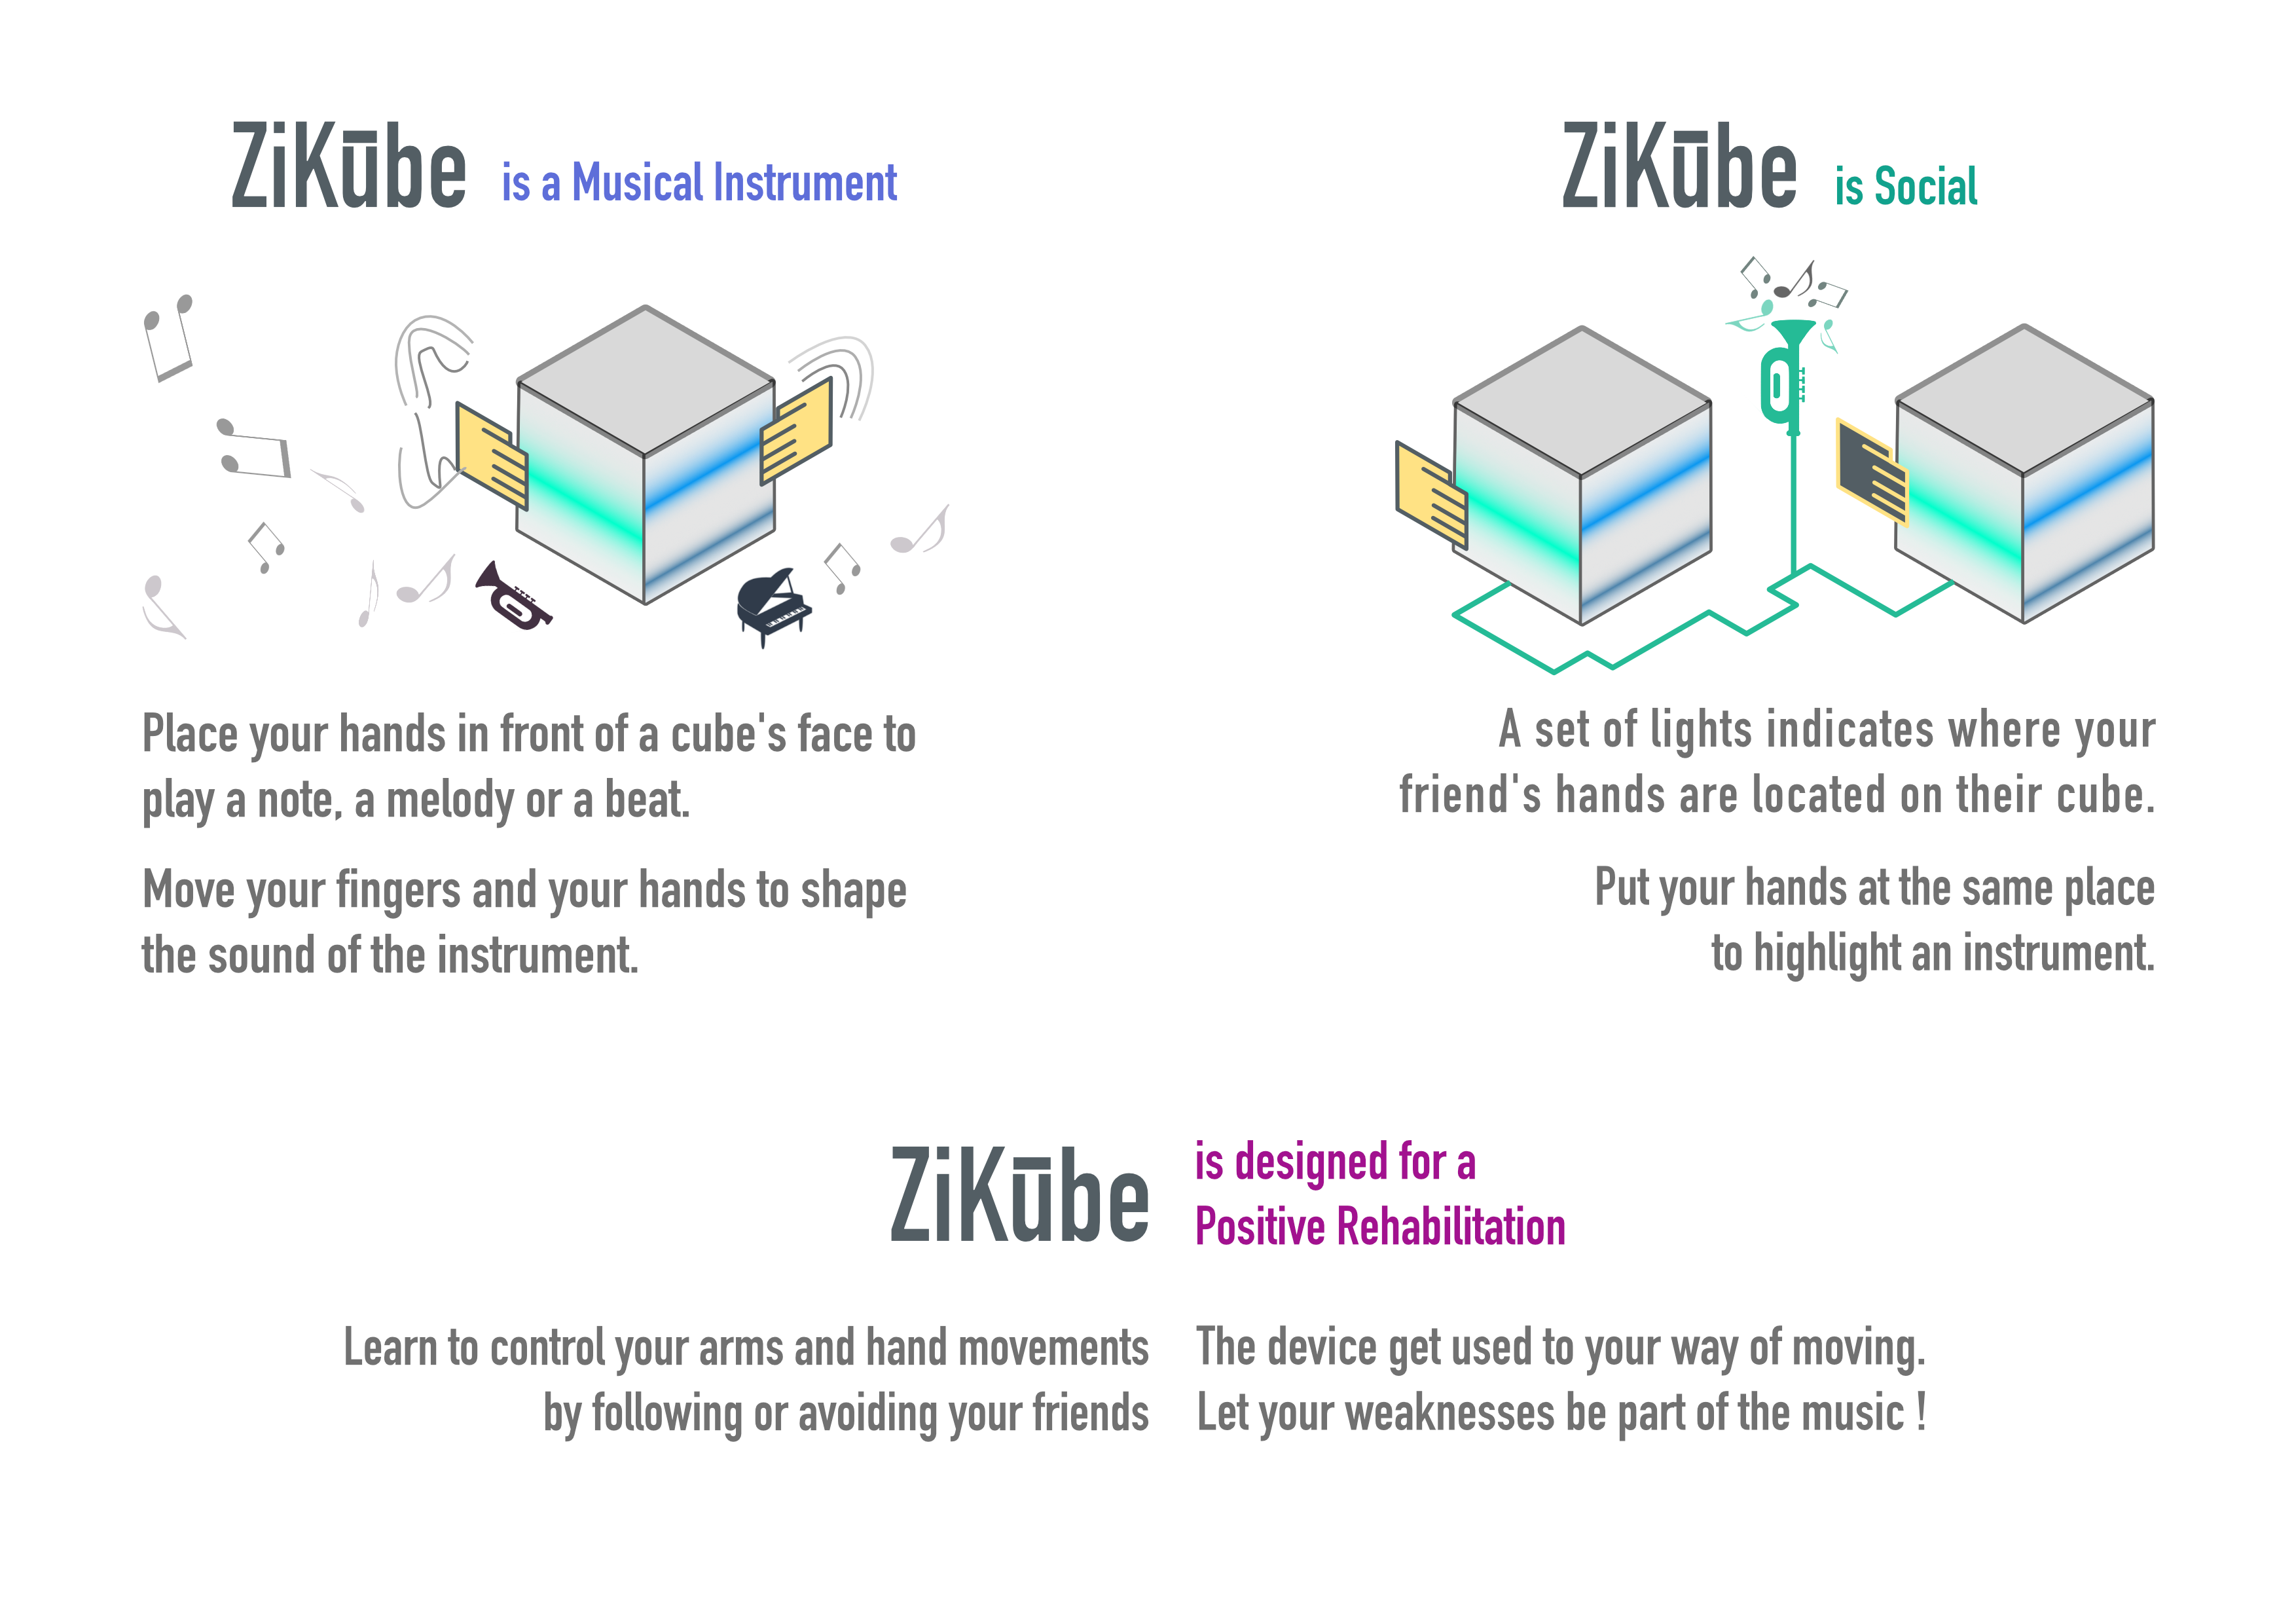 ZiKūbe is a Musical Instrument
Place your hands in front of a cube's face to
play a note, a melody or a beat.
Move your fingers and your hands to shape
the sound of the instrument.
ZiKūbe is Social
A set of lights indicates where your
friend's hands are located on their cube.
Put your hands at the same place
to highlight an instrument.
ZiKūbe
is designed for a
Positive Rehabilitation
Learn to control your arms and hand movements
by following or avoiding your friends
The device get used to your way of moving.
Let your weaknesses be part of the music !